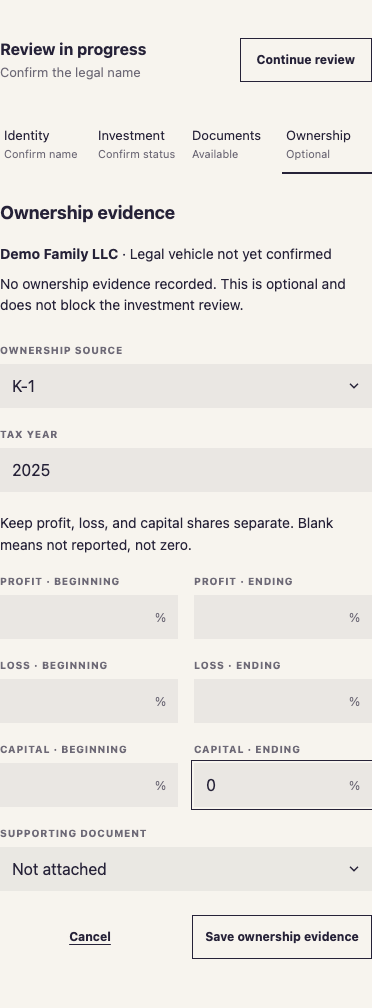 Review in progress
Confirm the legal name
Continue review
Identity
Confirm name
Investment
Confirm status
Documents
Available
Ownership
Optional
Ownership evidence
Demo Family LLC · Legal vehicle not yet confirmed
No ownership evidence recorded. This is optional and
does not block the investment review.
OWNERSHIP SOURCE
K-1
TAX YEAR
2025
Keep profit, loss, and capital shares separate. Blank
means not reported, not zero.
PROFIT · BEGINNING
%
PROFIT · ENDING
%
LOSS · BEGINNING
%
LOSS · ENDING
%
CAPITAL · BEGINNING
%
CAPITAL · ENDING
0 %
SUPPORTING DOCUMENT
Not attached
Cancel
Save ownership evidence